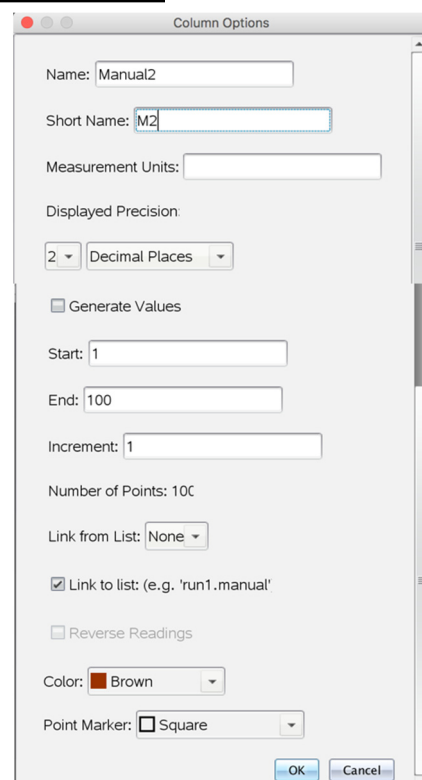 Column Options
Name: Manual2
Short Name: M2
Measurement Units:
Displayed Precision:
2 Decimal Places
Generate Values
Start: 1
End: 100
Increment: 1
Number of Points: 100
Link from List: None
Link to list: (e.g. 'run1.manual'
Reverse Readings
Color: Brown
Point Marker: Square
OK Cancel